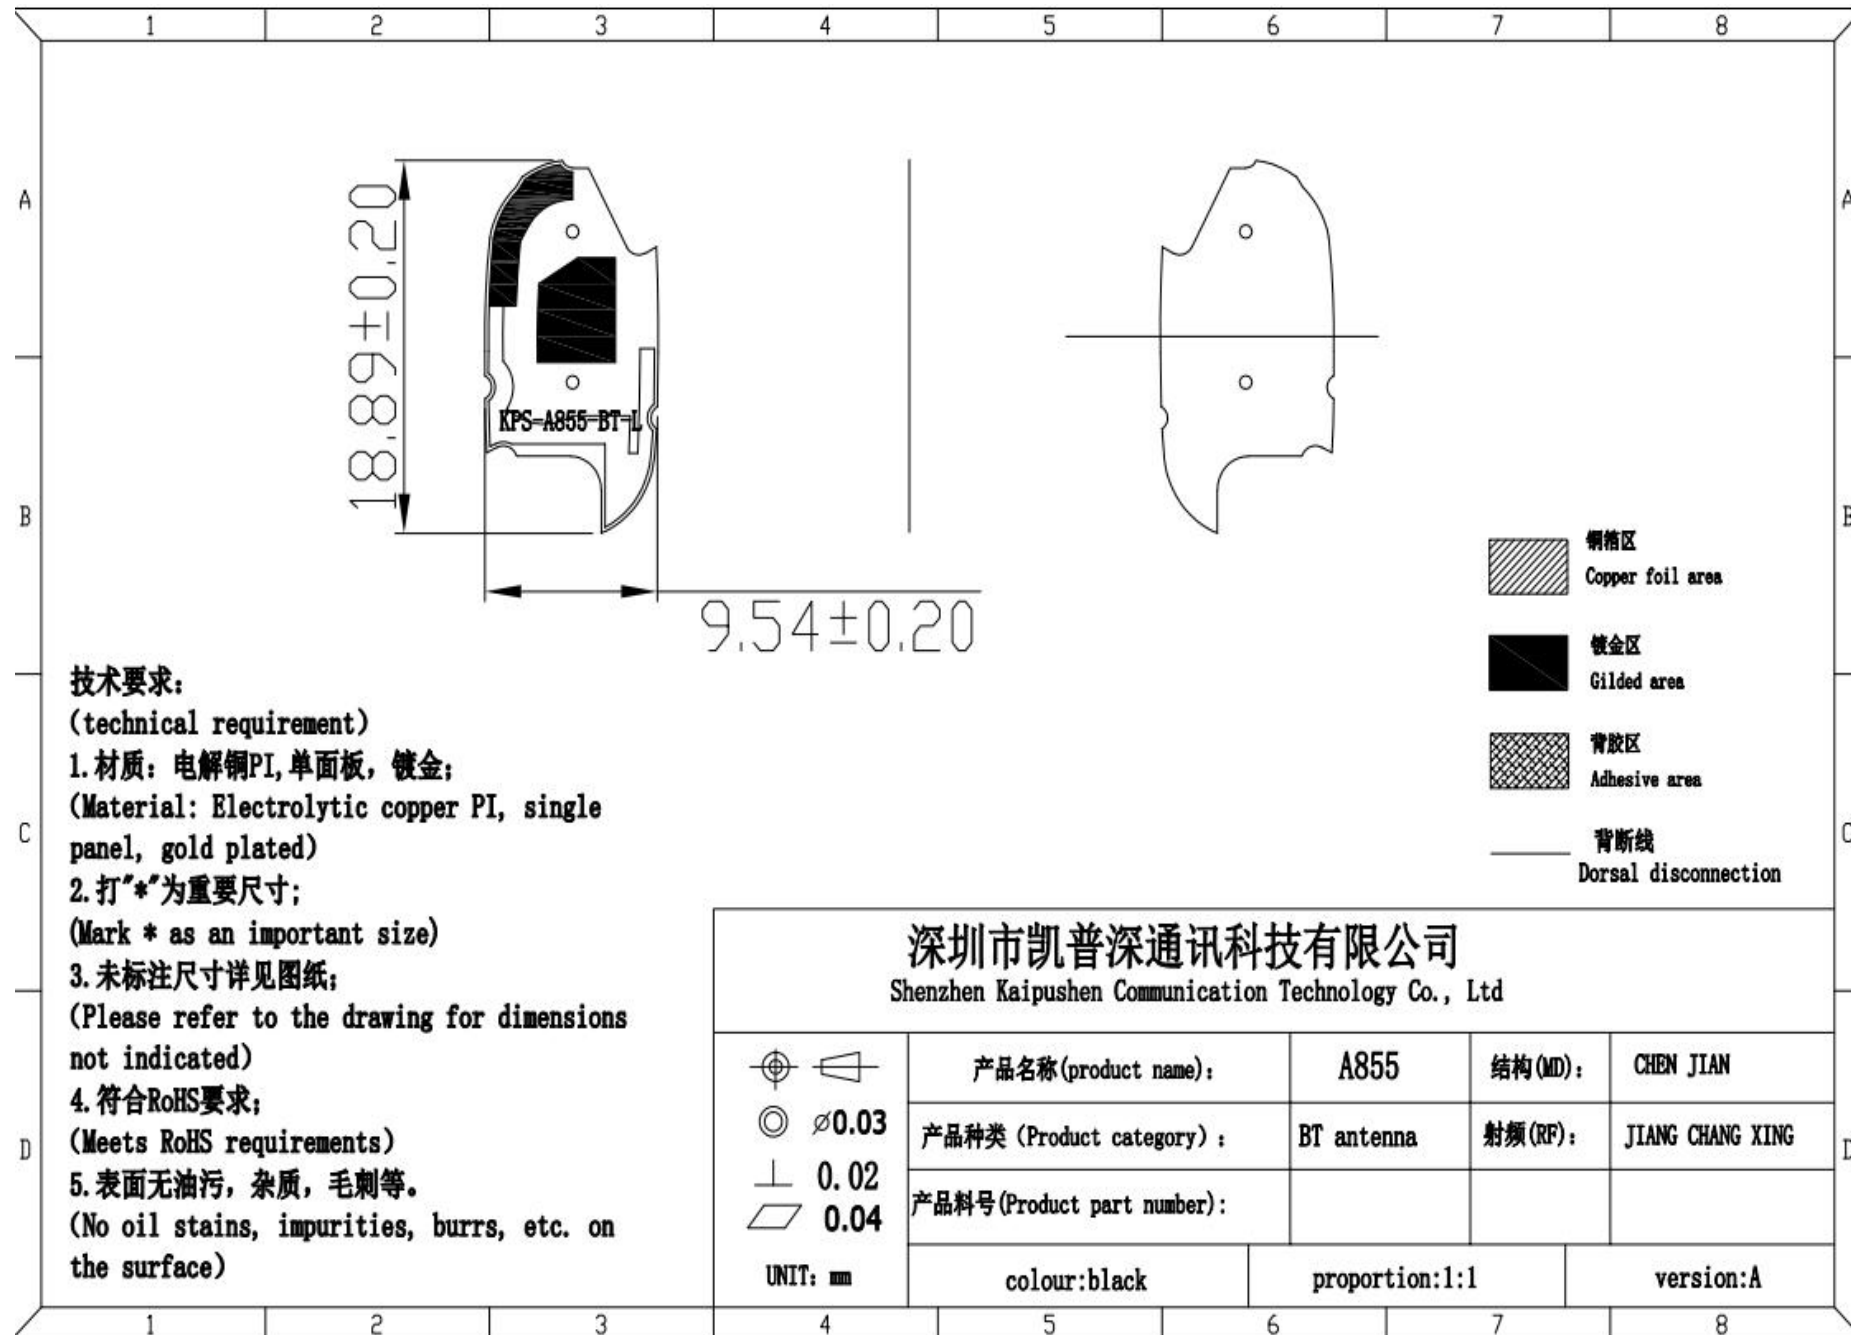 1 2 3 4 5 6 7 8
A A
18.89±0.20
KPS-A855-BT-L
B B
9.54±0.20
铜箔区
Copper foil area
镀金区
Gilded area
背胶区
Adhesive area
背断线
Dorsal disconnection
C C
技术要求:
(technical requirement)
1.材质: 电解铜PI,单面板, 镀金;
(Material: Electrolytic copper PI, single
panel, gold plated)
2.打"*"为重要尺寸;
(Mark * as an important size)
3.未标注尺寸详见图纸;
(Please refer to the drawing for dimensions
not indicated)
4.符合RoHS要求;
(Meets RoHS requirements)
5.表面无油污, 杂质, 毛刺等。
(No oil stains, impurities, burrs, etc. on
the surface)
深圳市凯普深通讯科技有限公司
Shenzhen Kaipushen Communication Technology Co., Ltd
产品名称(product name): A855 结构(MD): CHEN JIAN
⌀0.03
产品种类 (Product category) : BT antenna 射频(RF): JIANG CHANG XING
0.02
产品料号(Product part number):
0.04
UNIT: mm
colour:black proportion:1:1 version:A
D D
1 2 3 4 5 6 7 8